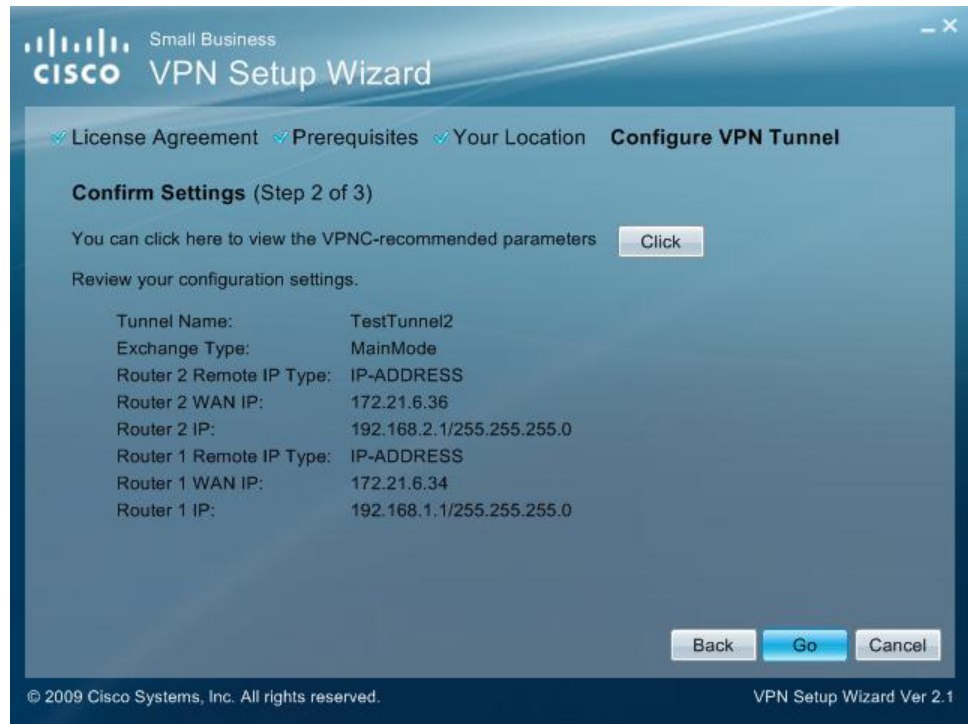 Small Business
CISCO VPN Setup Wizard
License Agreement Prerequisites Your Location Configure VPN Tunnel
Confirm Settings (Step 2 of 3)
You can click here to view the VPNC-recommended parameters Click
Review your configuration settings.
Tunnel Name: TestTunnel2
Exchange Type: MainMode
Router 2 Remote IP Type: IP-ADDRESS
Router 2 WAN IP: 172.21.6.36
Router 2 IP: 192.168.2.1/255.255.255.0
Router 1 Remote IP Type: IP-ADDRESS
Router 1 WAN IP: 172.21.6.34
Router 1 IP: 192.168.1.1/255.255.255.0
Back Go Cancel
© 2009 Cisco Systems, Inc. All rights reserved. VPN Setup Wizard Ver 2.1